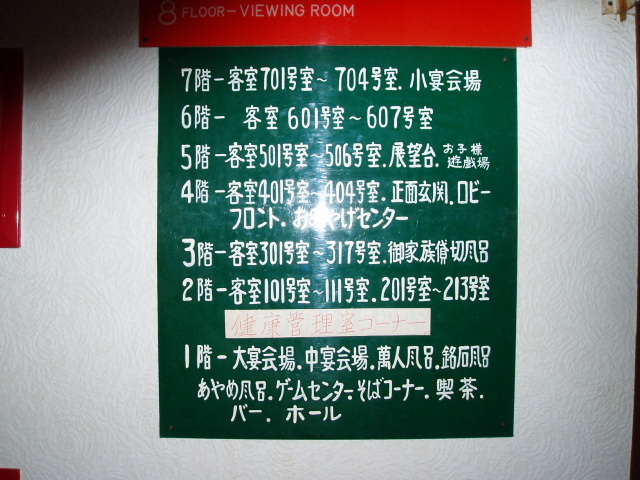 8 FLOOR－VIEWING ROOM
7階－客室701号室～704号室.小宴会場
6階－ 客室601号室～607号室
5階－客室501号室～506号室.展望台.お子様
遊戯場
4階－客室401号室～404号室.正面玄関.ロビー
フロント.おみやげセンター
3階－客室301号室～317号室.御家族貸切風呂
2階－客室101号室～111号室.201号室～213号室
健康管理室コーナー
1階－大宴会場.中宴会場.萬人風呂.銘石風呂
あやめ風呂.ゲームセンター.そばコーナー.喫茶.
バー. ホール